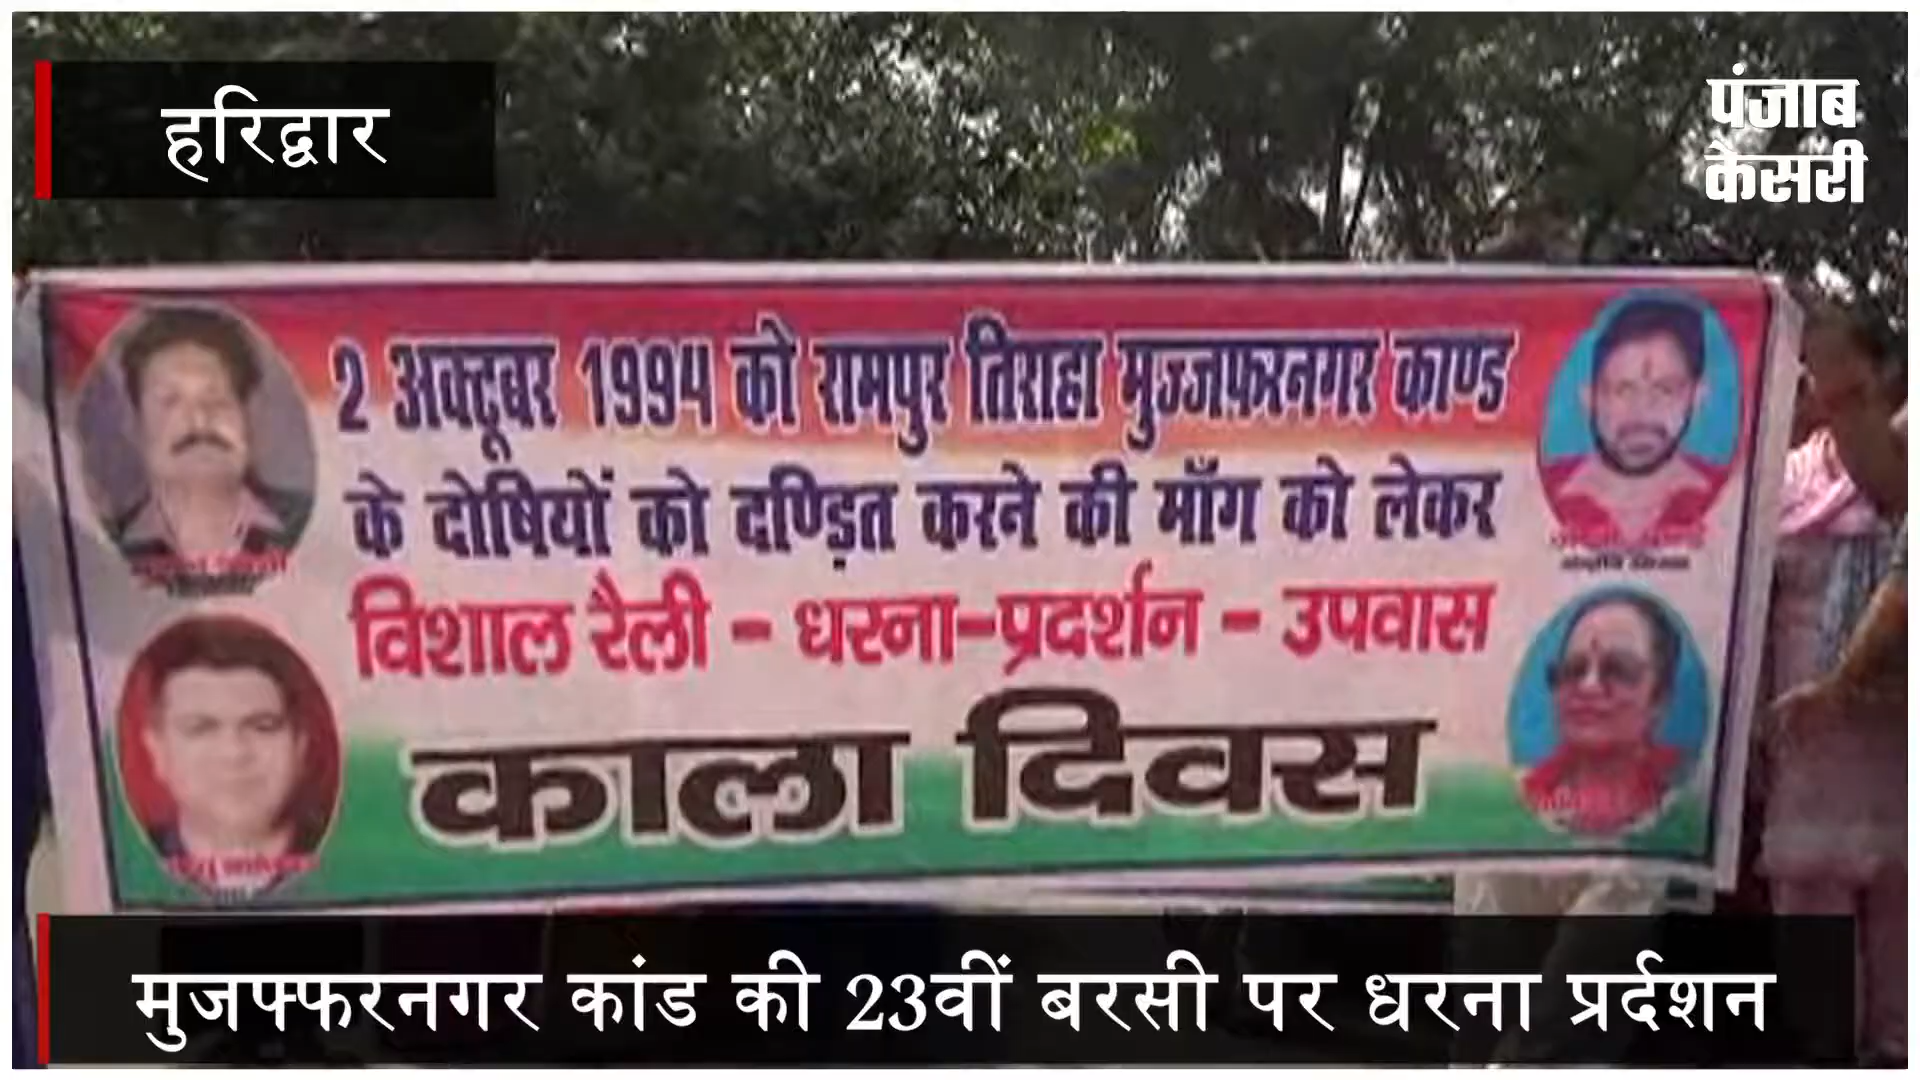 हरिद्वार
पंजाब
केसरी
2 अक्टूबर 1994 को रामपुर तिराहा मुज्जफरनगर काण्ड
के दोषियों को दण्ड़ित करने की माँग को लेकर
विशाल रैली - धरना-प्रदर्शन - उपवास
काला दिवस
मुजफ्फरनगर कांड की 23वीं बरसी पर धरना प्रर्दशन